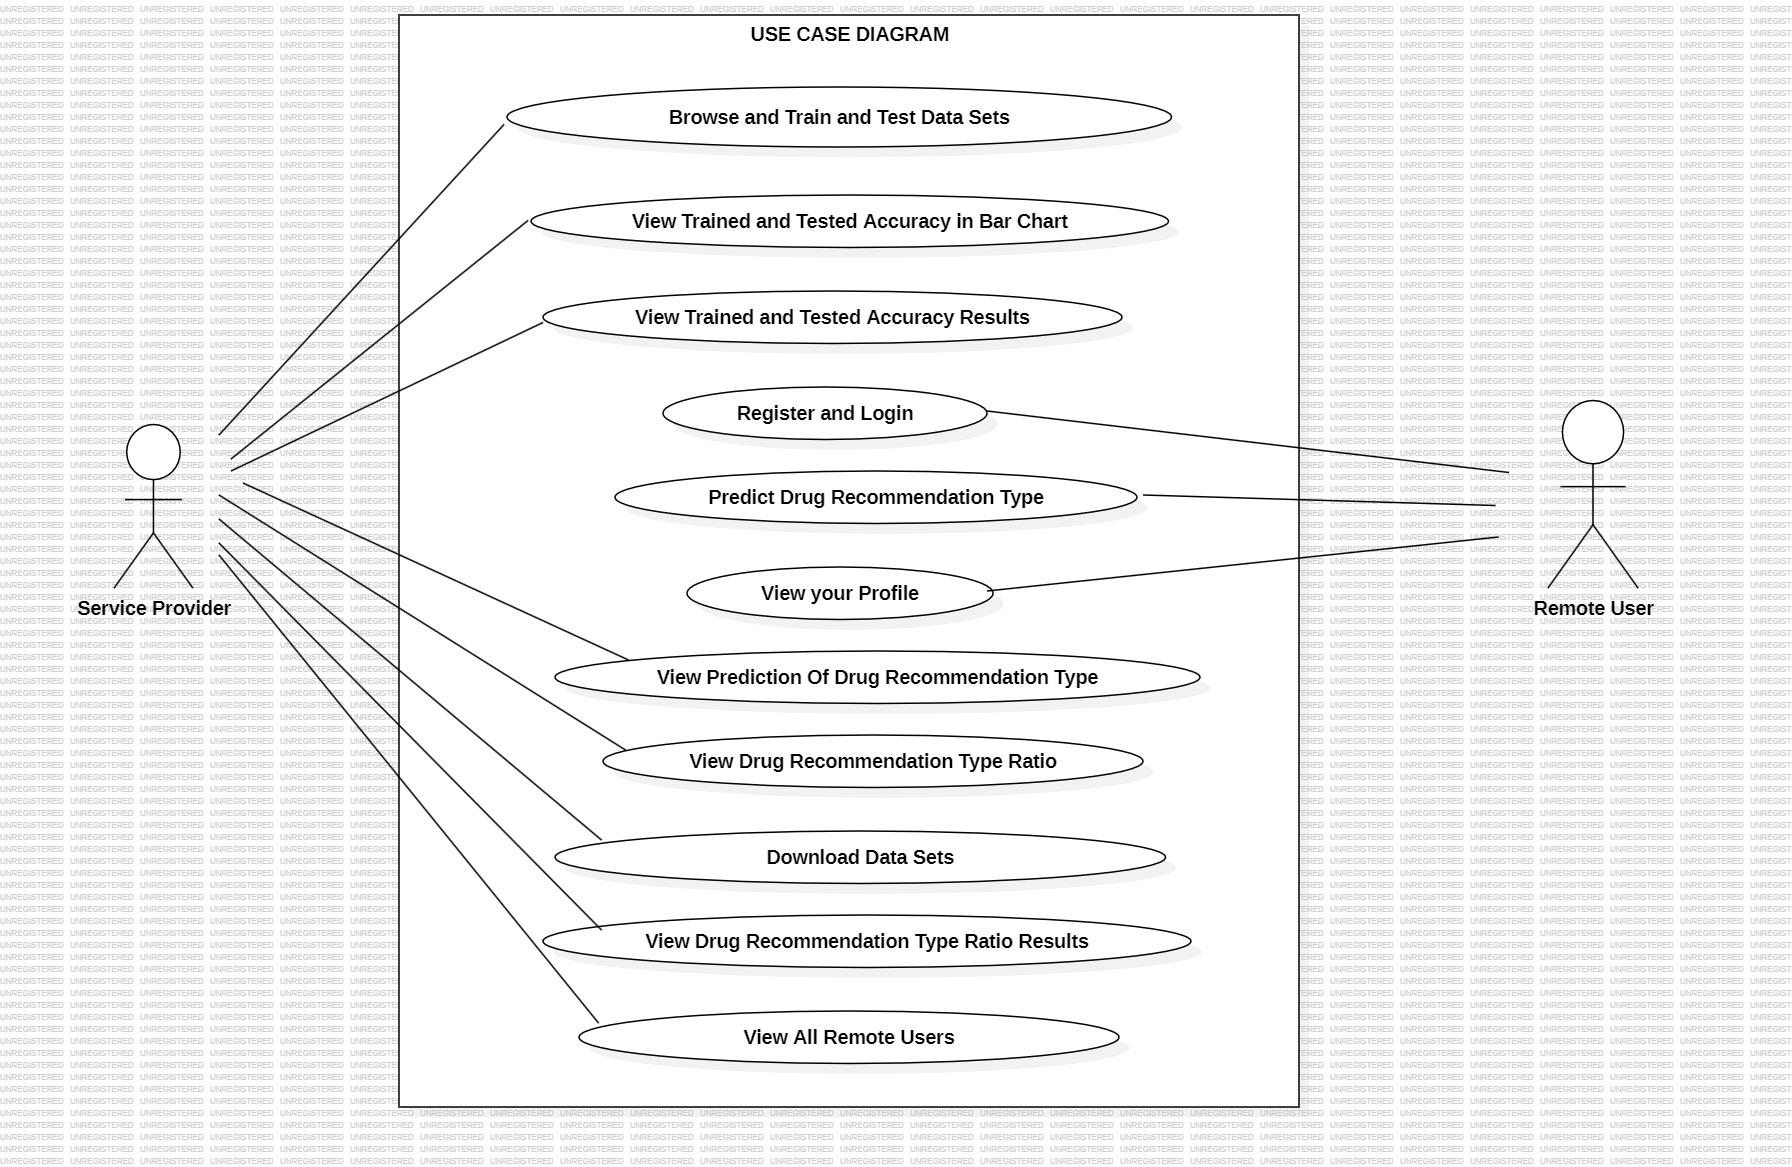 USE CASE DIAGRAM
Browse and Train and Test Data Sets
View Trained and Tested Accuracy in Bar Chart
View Trained and Tested Accuracy Results
Register and Login
Predict Drug Recommendation Type
View your Profile
Service Provider
Remote User
View Prediction Of Drug Recommendation Type
View Drug Recommendation Type Ratio
Download Data Sets
View Drug Recommendation Type Ratio Results
View All Remote Users
UNREGISTERED